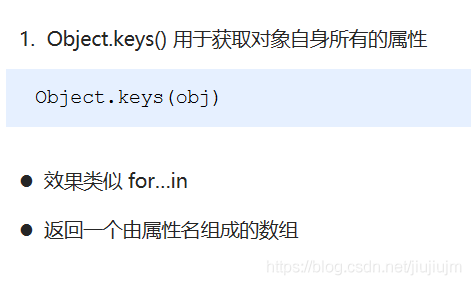 1. Object.keys() 用于获取对象自身所有的属性
Object.keys(obj)
● 效果类似 for...in
● 返回一个由属性名组成的数组
https://blog.csdn.net/jiujiujm